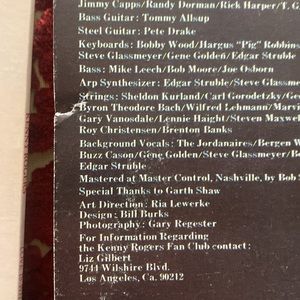 Jimmy Capps/Randy Dorman/Rick Harper/T. G
Bass Guitar: Tommy Allsup
Steel Guitar: Pete Drake
Keyboards: Bobby Wood/Hargus "Pig" Robbins
Steve Glassmeyer/Gene Golden/Edgar Struble
Bass: Mike Leech/Bob Moore/Joe Osborn
Arp Synthesizer: Edgar Struble/Steve Glassm
Strings: Sheldon Kurland/Carl Gorodetzky/Ge
Byron Theodore Bach/Wilfred Lehmann/Marv
Gary Vanosdale/Lennie Haight/Steven Maxwel
Roy Christensen/Brenton Banks
Background Vocals: The Jordanaires/Bergen W
Buzz Cason/Gene Golden/Steve Glassmeyer/B
Edgar Struble
Mastered at Master Control, Nashville, by Bob S
Special Thanks to Garth Shaw
Art Direction: Ria Lewerke
Design: Bill Burks
Photography: Gary Regester
For Information Regarding
the Kenny Rogers Fan Club contact:
Liz Gilbert
9744 Wilshire Blvd.
Los Angeles, Ca. 90212